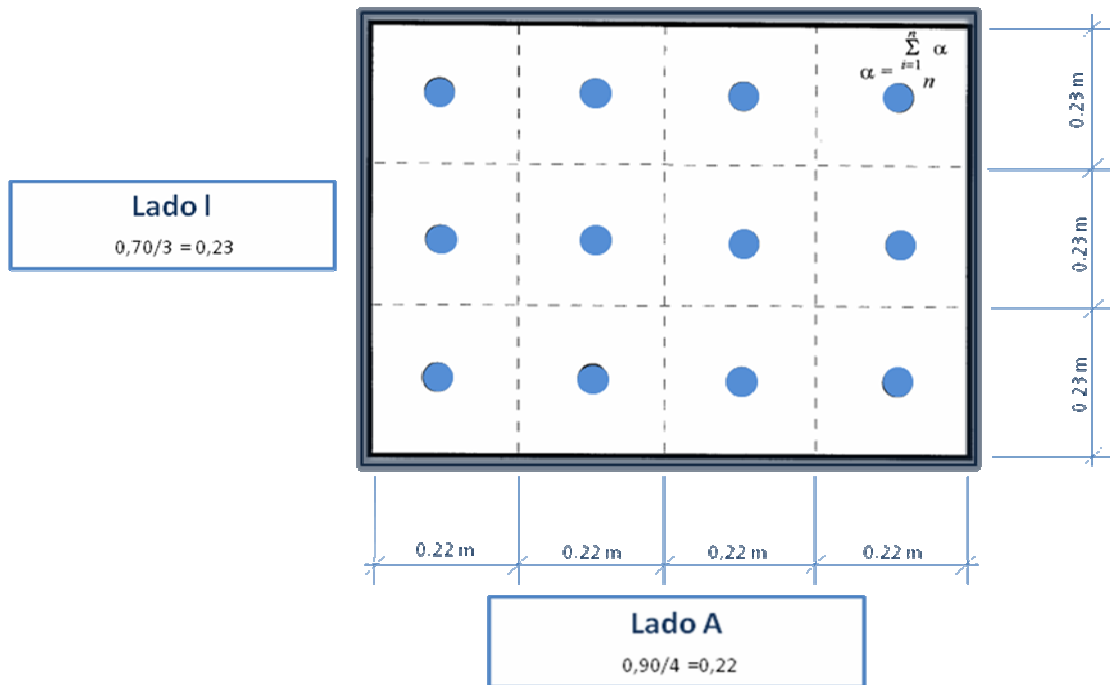 n
Σ α
i=1
α = n
0.23 m
Lado l
0,70/3 = 0,23
0.23 m
0.23 m
0.22 m 0.22 m 0,22 m 0.22 m
Lado A
0,90/4 =0,22